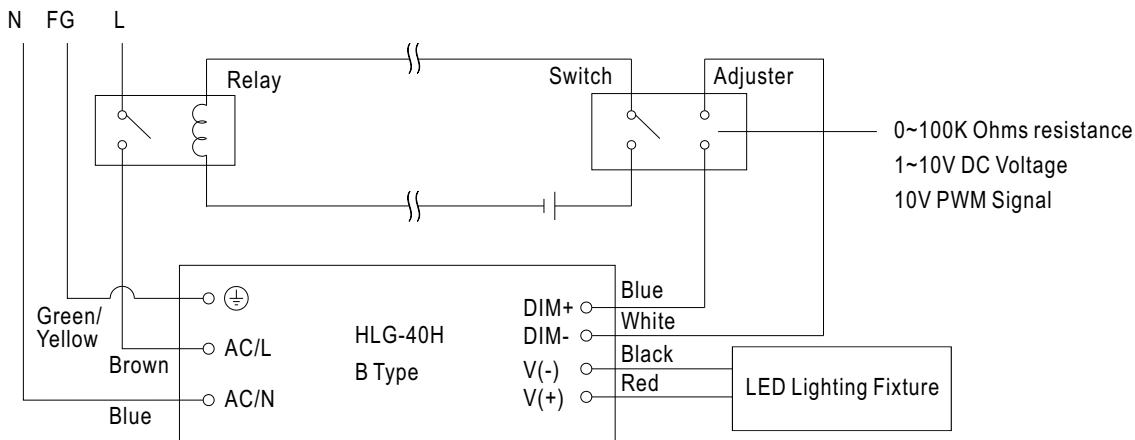 N FG L
Relay
Switch
Adjuster
0~100K Ohms resistance
1~10V DC Voltage
10V PWM Signal
Green/
Yellow
Brown
Blue
AC/L
AC/N
HLG-40H
B Type
DIM+
DIM-
V(-)
V(+)
Blue
White
Black
Red
LED Lighting Fixture